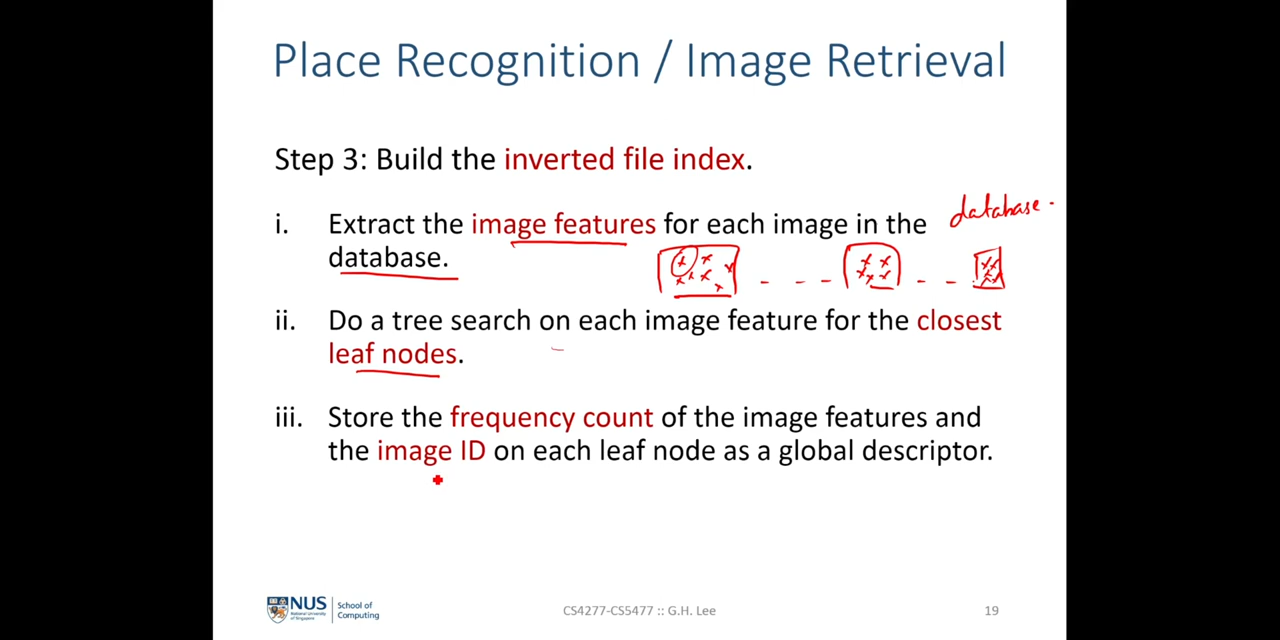 Place Recognition / Image Retrieval
Step 3: Build the inverted file index.
i. Extract the image features for each image in the
database.
database.
ii. Do a tree search on each image feature for the closest
leaf nodes.
iii. Store the frequency count of the image features and
the image ID on each leaf node as a global descriptor.
NUS
National University
of Singapore
School of
Computing
CS4277-CS5477 :: G.H. Lee
19